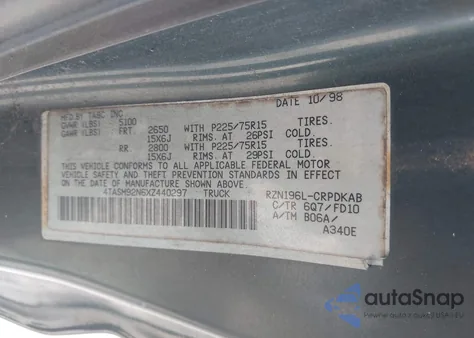 MFD.BY TABC INC. DATE 10/98
GVWR (LBS) 5100
GAWR (LBS) FRT 2650 WITH P225/75R15 TIRES.
15X6J RIMS. AT 26PSI COLD.
RR 2800 WITH P225/75R15 TIRES.
15X6J RIMS. AT 29PSI COLD.
THIS VEHICLE CONFORMS TO ALL APPLICABLE FEDERAL MOTOR
VEHICLE SAFETY AND THEFT PREVENTION STANDARDS
IN EFFECT ON THE DATE OF MANUFACTURE SHOWN ABOVE.
4TASM92N6XZ440297 TRUCK RZN196L-CRPDKAB
C/TR 6Q7/FD10
A/TM B06A/
A340E
autoSnap